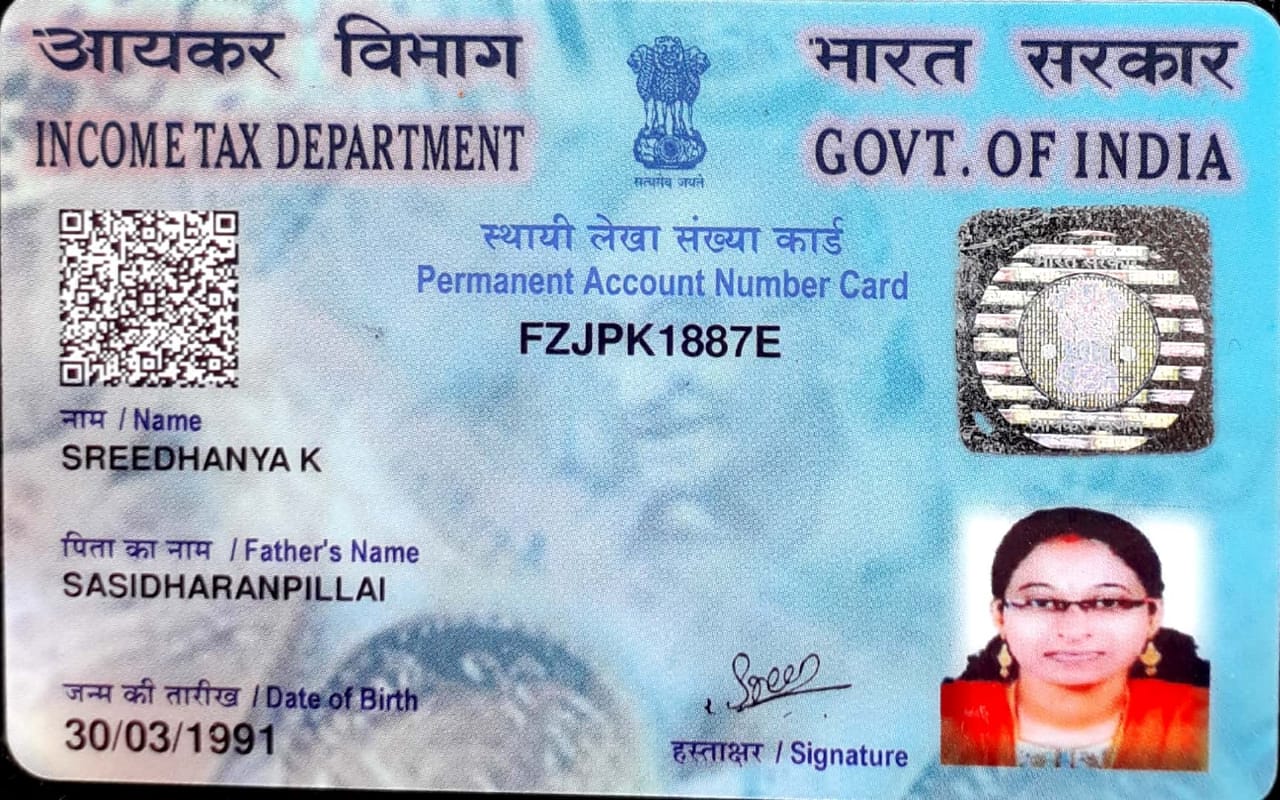 आयकर विभाग
INCOME TAX DEPARTMENT
सत्यमेव जयते
भारत सरकार
GOVT. OF INDIA
स्थायी लेखा संख्या कार्ड
Permanent Account Number Card
FZJPK1887E
नाम / Name
SREEDHANYA K
पिता का नाम / Father's Name
SASIDHARANPILLAI
जन्म की तारीख / Date of Birth
30/03/1991
Sree
हस्ताक्षर / Signature